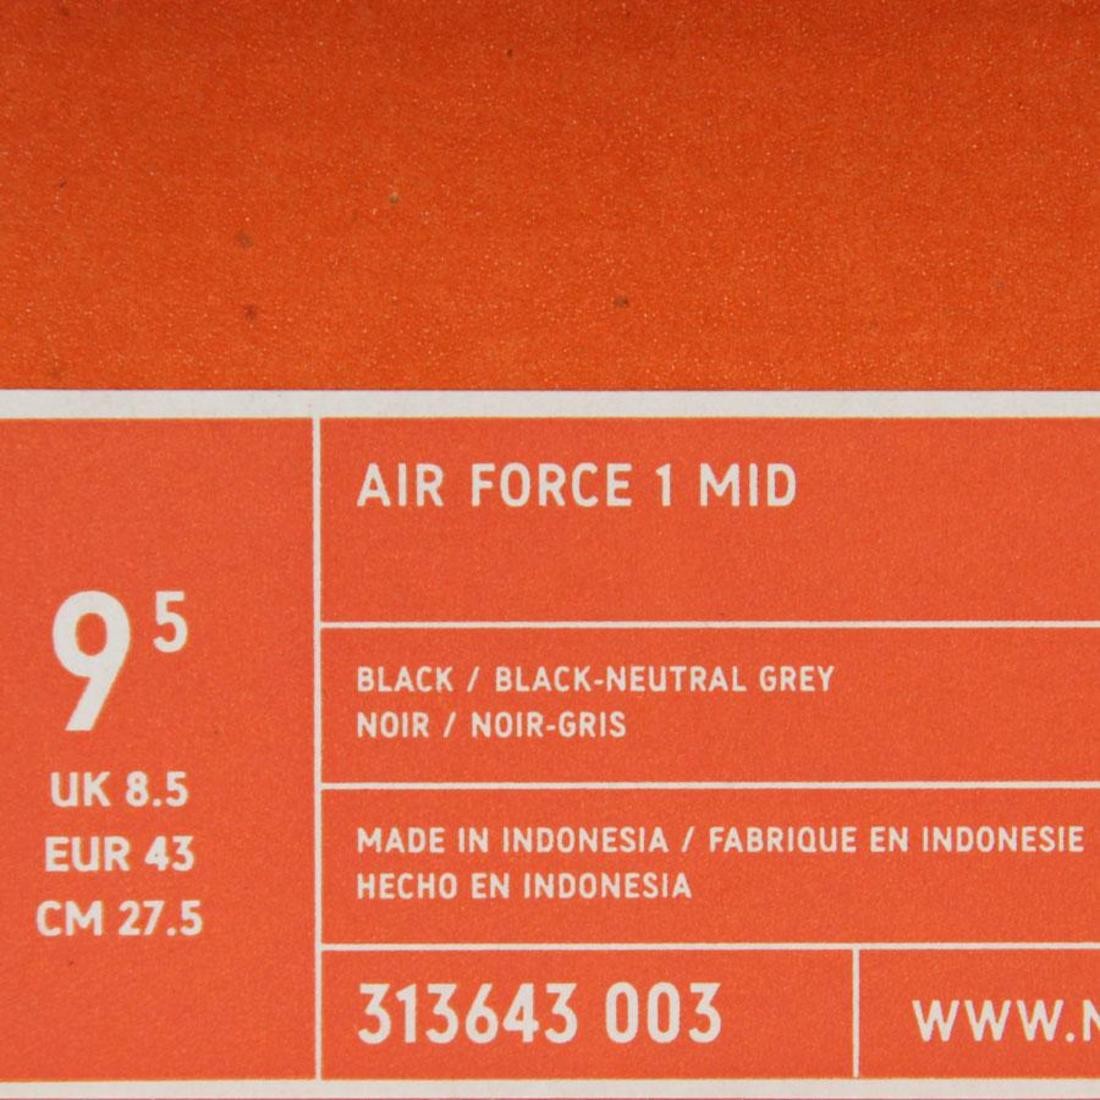 AIR FORCE 1 MID
9 5
UK 8.5
EUR 43
CM 27.5
BLACK / BLACK-NEUTRAL GREY
NOIR / NOIR-GRIS
MADE IN INDONESIA / FABRIQUE EN INDONESIE
HECHO EN INDONESIA
313643 003
WWW.N